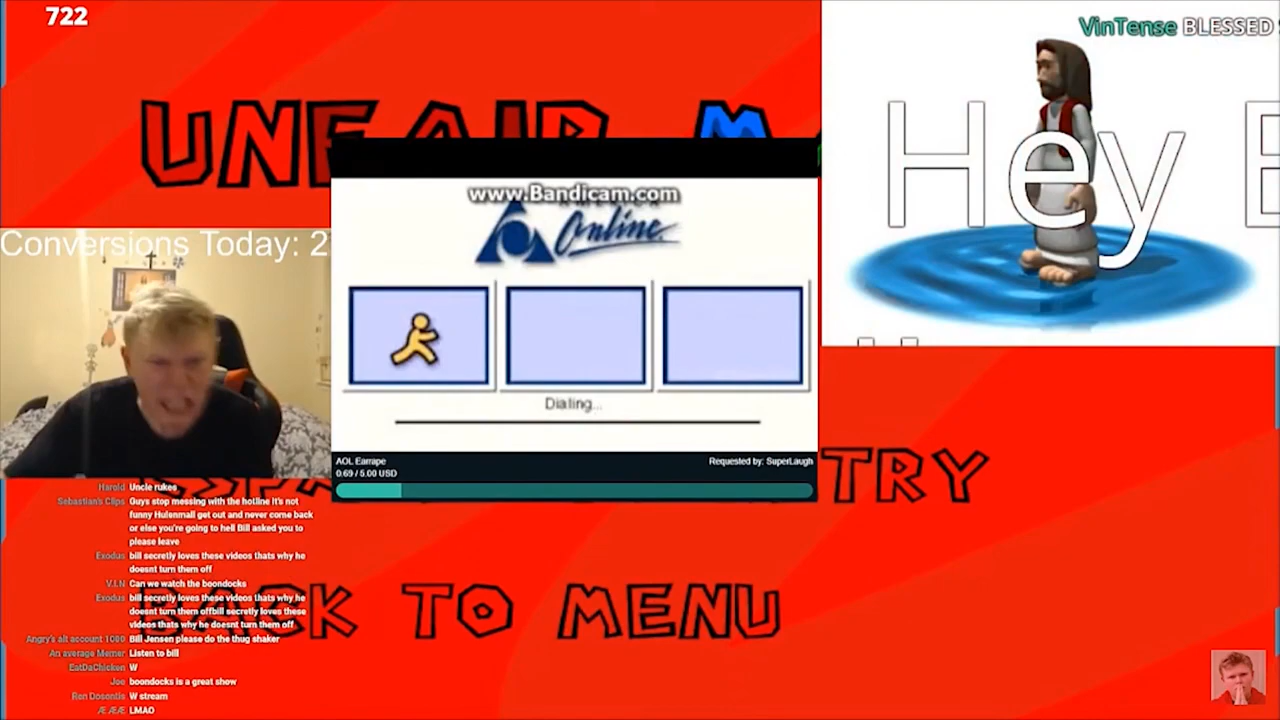 722
VinTense BLESSED
UNFAIR M
Hey
www.Bandicam.com
Online
Conversions Today: 2
Dialing...
AOL Earrape
Requested by: SuperLaugh
0.69 / 5.00 USD
TRY
Harold Uncle rukes
Sebastian's Clips Guys stop messing with the hotline it's not
funny Hulenmall get out and never come back
or else you're going to hell Bill asked you to
please leave
Exodus bill secretly loves these videos thats why he
doesnt turn them off
V.I.N Can we watch the boondocks
Exodus bill secretly loves these videos thats why he
doesnt turn them offbill secretly loves these
videos thats why he doesnt turn them off
CK TO MENU
Angry's alt account 1000 Bill Jensen please do the thug shaker
An average Memer Listen to bill
EatDaChicken W
Joe boondocks is a great show
Ren Dosentis W stream
Æ ÆÆ LMAO